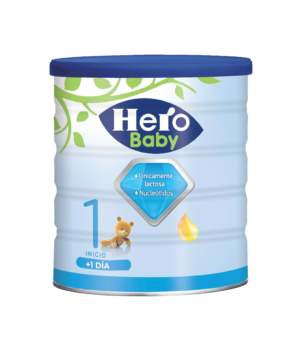 Hero
Baby
• Únicamente
lactosa
• Nucleótidos
1
INICIO
+1 DÍA